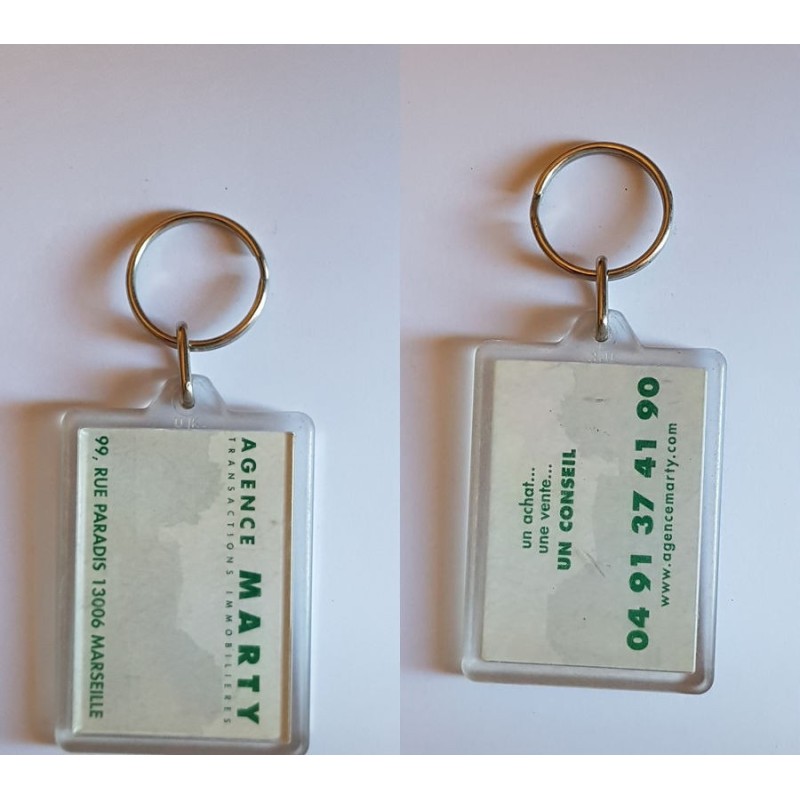 AGENCE MARTY
TRANSACTIONS IMMOBILIERES
99, RUE PARADIS 13006 MARSEILLE
un achat...
une vente...
UN CONSEIL
04 91 37 41 90
www.agencemarty.com